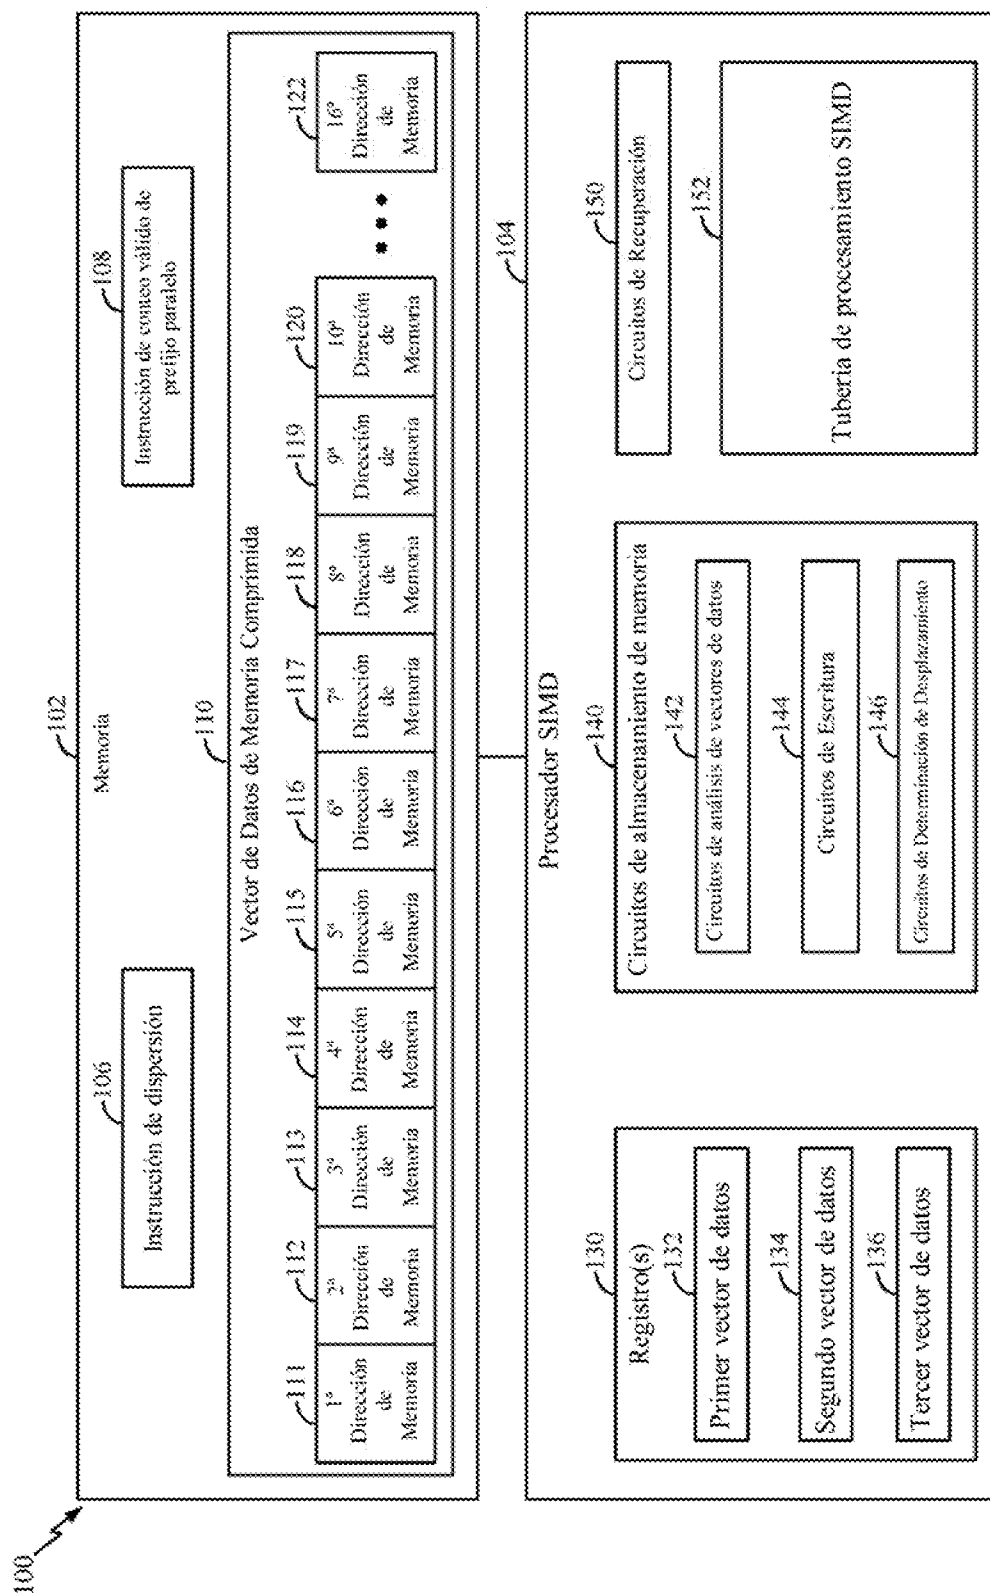 100
102
Memoria
106
Instrucción de dispersión
108
Instrucción de conteo válido de
prefijo paralelo
110
Vector de Datos de Memoria Comprimida
111
1ª
Dirección
de
Memoria
112
2ª
Dirección
de
Memoria
113
3ª
Dirección
de
Memoria
114
4ª
Dirección
de
Memoria
115
5ª
Dirección
de
Memoria
116
6ª
Dirección
de
Memoria
117
7ª
Dirección
de
Memoria
118
8ª
Dirección
de
Memoria
119
9ª
Dirección
de
Memoria
120
10ª
Dirección
de
Memoria
122
16ª
Dirección
de
Memoria
104
Procesador SIMD
130
Registro(s)
132
Primer vector de datos
134
Segundo vector de datos
136
Tercer vector de datos
140
Circuitos de almacenamiento de memoria
142
Circuitos de análisis de vectores de datos
144
Circuitos de Escritura
146
Circuitos de Determinación de Desplazamiento
150
Circuitos de Recuperación
152
Tubería de procesamiento SIMD